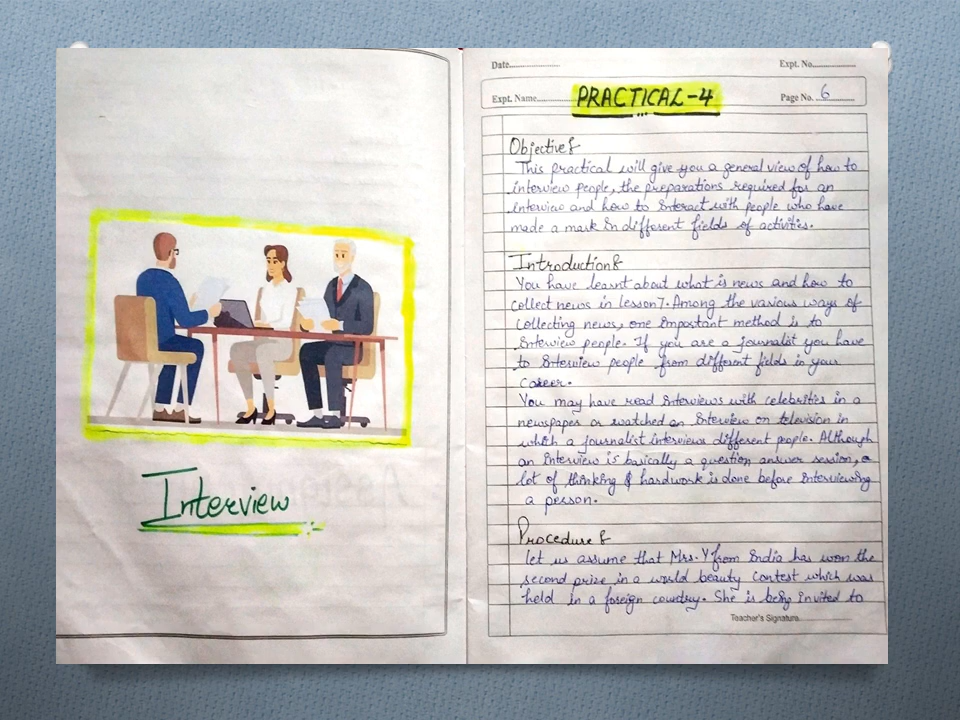 Interview
Date
Expt. No.
Expt. Name
PRACTICAL-4
Page No. 6
Objective:
This practical will give you a general view of how to
interview people, the preparations required for an
interview and how to interact with people who have
made a mark in different fields of activities.
Introduction:
You have learnt about what is news and how to
collect news in lesson 7. Among the various ways of
collecting news, one important method is to
interview people. If you are a journalist you have
to interview people from different fields in your
career.
You may have read interviews with celebrities in a
newspaper or watched an interview on television in
which a journalist interviews different people. Although
an interview is basically a question answer session, a
lot of thinking & hardwork is done before interviewing
a person.
Procedure:
let us assume that Mrs. Y from India has won the
second prize in a world beauty contest which was
held in a foreign country. She is being invited to
Teacher's Signature